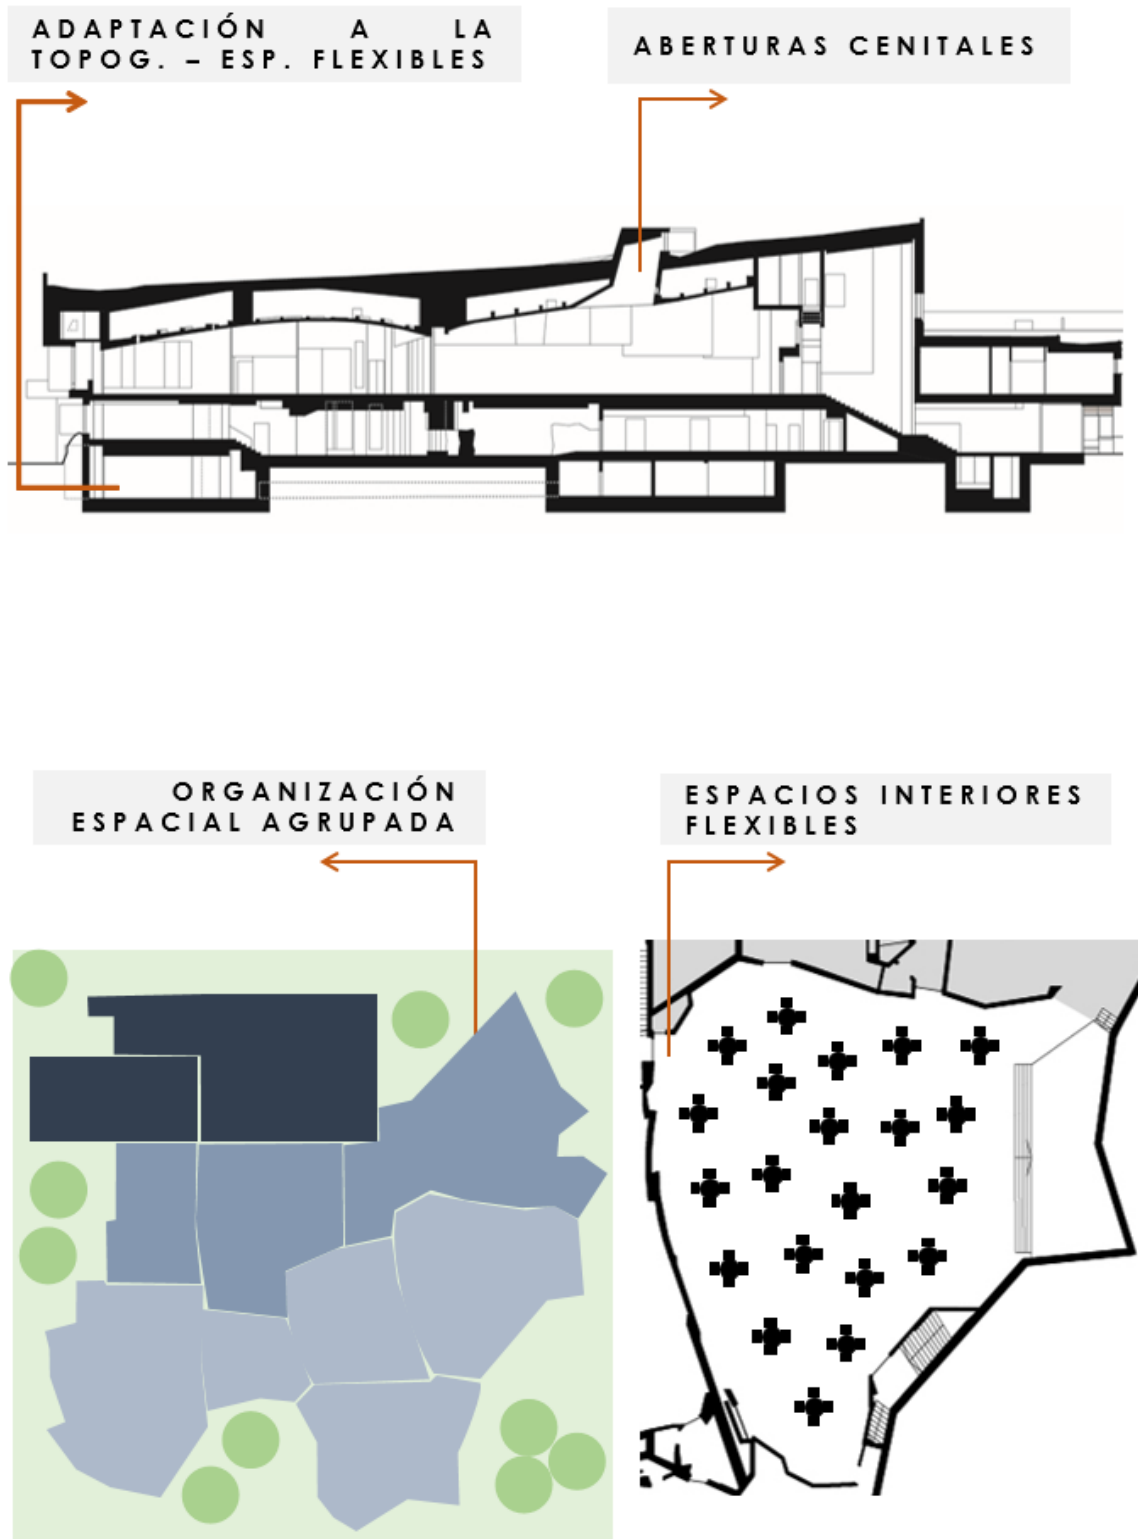 ADAPTACIÓN A LA
TOPOG. – ESP. FLEXIBLES
ABERTURAS CENITALES
ORGANIZACIÓN
ESPACIAL AGRUPADA
ESPACIOS INTERIORES
FLEXIBLES